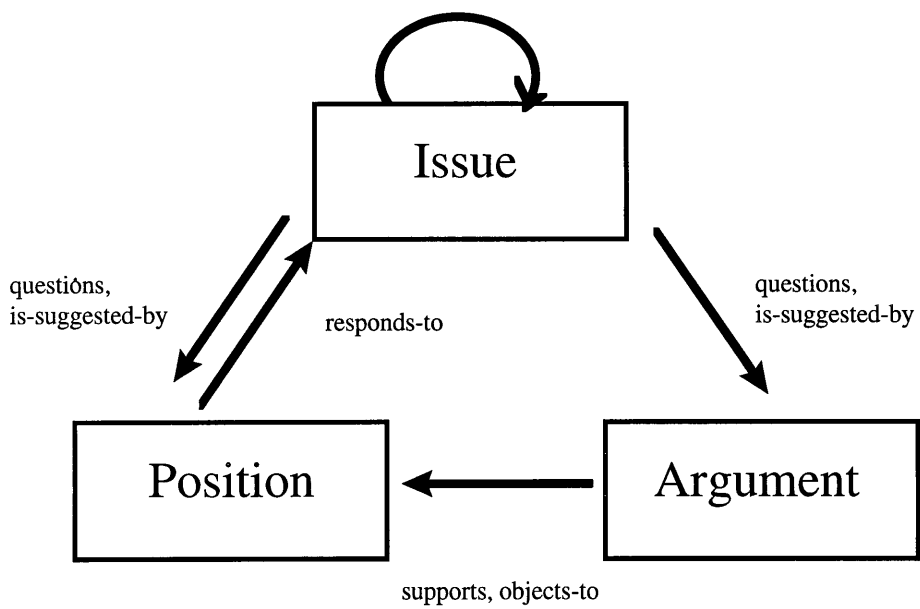 Issue
questions,
is-suggested-by
questions,
is-suggested-by
responds-to
Position
Argument
supports, objects-to